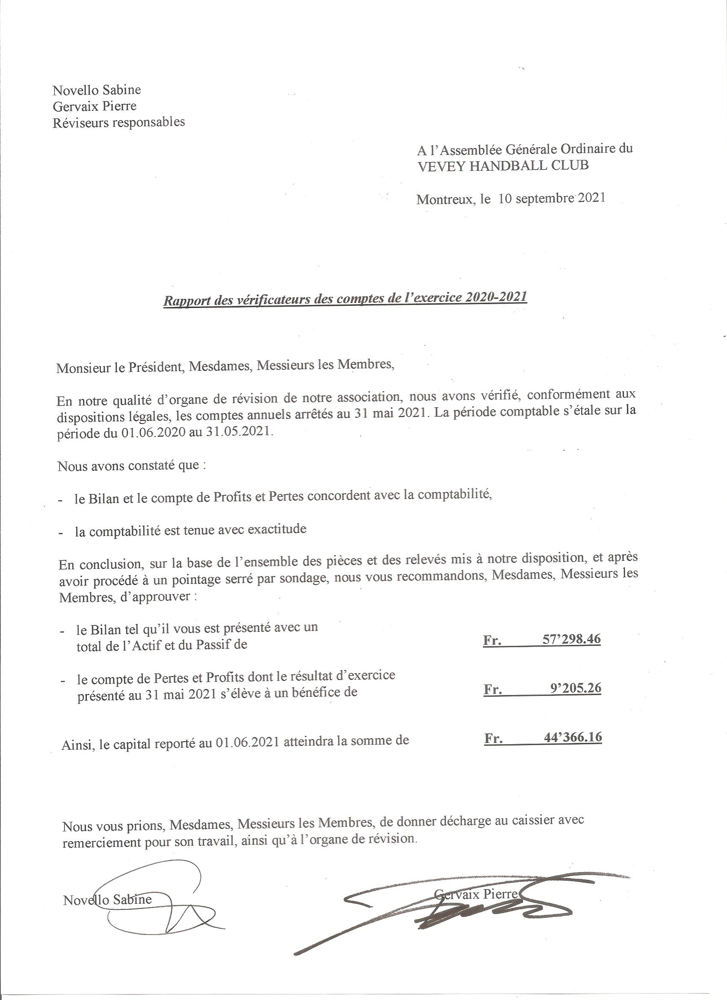 Novello Sabine
Gervaix Pierre
Réviseurs responsables
A l’Assemblée Générale Ordinaire du
VEVEY HANDBALL CLUB
Montreux, le 10 septembre 2021
Rapport des vérificateurs des comptes de l’exercice 2020-2021
Monsieur le Président, Mesdames, Messieurs les Membres,
En notre qualité d’organe de révision de notre association, nous avons vérifié, conformément aux
dispositions légales, les comptes annuels arrêtés au 31 mai 2021. La période comptable s’étale sur la
période du 01.06.2020 au 31.05.2021.
Nous avons constaté que :
- le Bilan et le compte de Profits et Pertes concordent avec la comptabilité,
- la comptabilité est tenue avec exactitude
En conclusion, sur la base de l’ensemble des pièces et des relevés mis à notre disposition, et après
avoir procédé à un pointage serré par sondage, nous vous recommandons, Mesdames, Messieurs les
Membres, d’approuver :
- le Bilan tel qu’il vous est présenté avec un
total de l’Actif et du Passif de Fr. 57’298.46
- le compte de Pertes et Profits dont le résultat d’exercice
présenté au 31 mai 2021 s’élève à un bénéfice de Fr. 9’205.26
Ainsi, le capital reporté au 01.06.2021 atteindra la somme de Fr. 44’366.16
Nous vous prions, Mesdames, Messieurs les Membres, de donner décharge au caissier avec
remerciement pour son travail, ainsi qu’à l’organe de révision.
Novello Sabine Gervaix Pierre